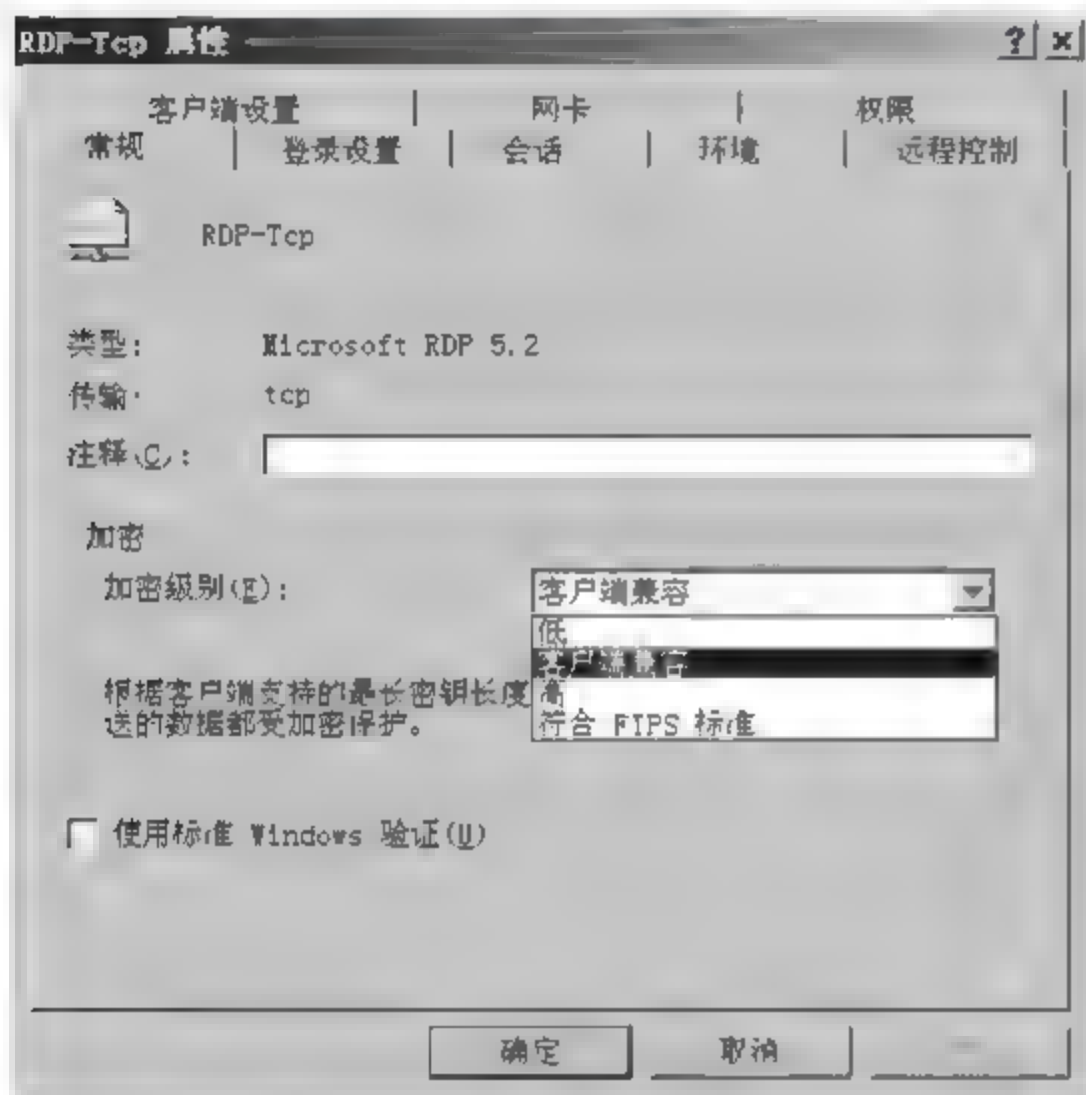 RDP-Tcp 属性
客户端设置 网卡 权限
常规 登录设置 会话 环境 远程控制
RDP-Tcp
类型: Microsoft RDP 5.2
传输: tcp
注释(C):
加密
加密级别(E): 客户端兼容
低
客户端兼容
根据客户端支持的最长密钥长度 高
送的数据都受加密保护。 符合 FIPS 标准
使用标准 Windows 验证(U)
确定 取消